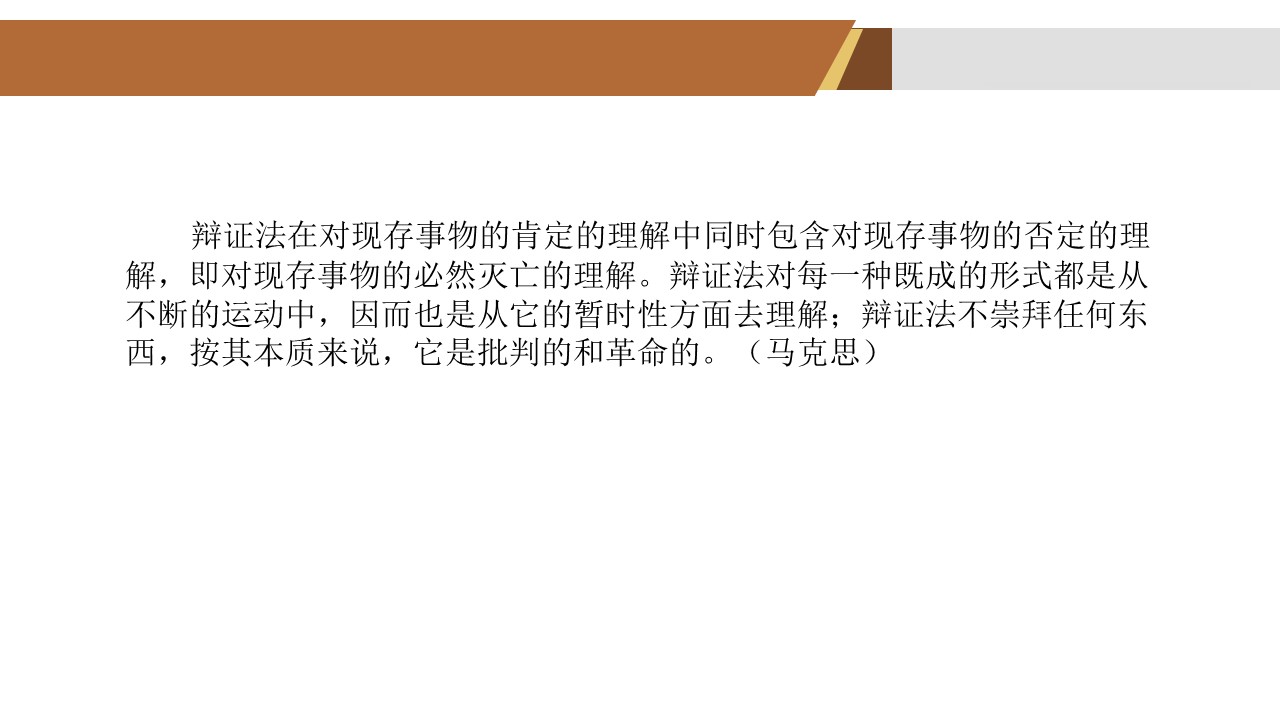 辩证法在对现存事物的肯定的理解中同时包含对现存事物的否定的理
解，即对现存事物的必然灭亡的理解。辩证法对每一种既成的形式都是从
不断的运动中，因而也是从它的暂时性方面去理解；辩证法不崇拜任何东
西，按其本质来说，它是批判的和革命的。（马克思）